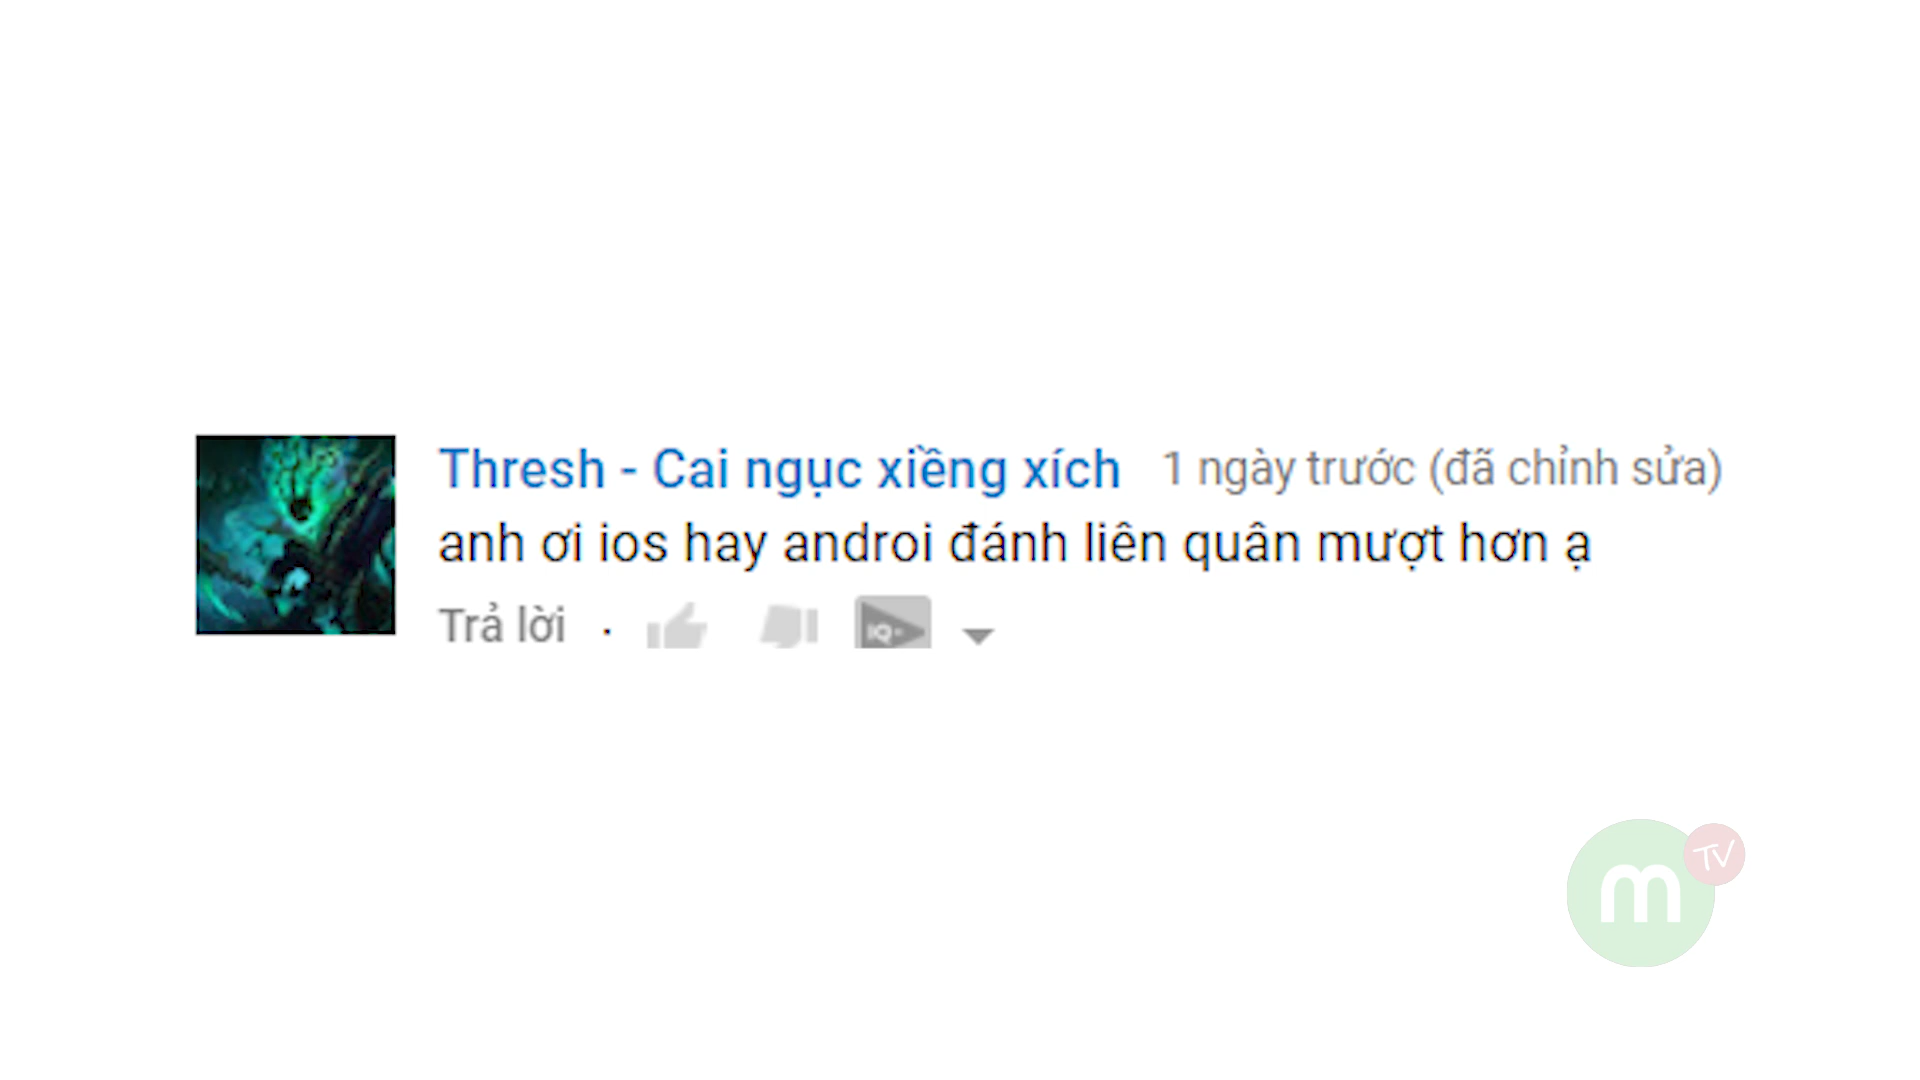 Thresh - Cai ngục xiềng xích 1 ngày trước (đã chỉnh sửa)
anh ơi ios hay androi đánh liên quân mượt hơn ạ
Trả lời ·
IQ
m TV